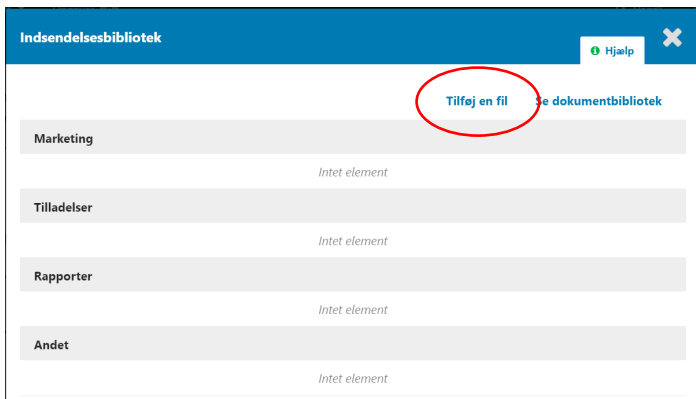 Indsendelsesbibliotek
Hjælp
Tilføj en fil Se dokumentbibliotek
Marketing
Intet element
Tilladelser
Intet element
Rapporter
Intet element
Andet
Intet element